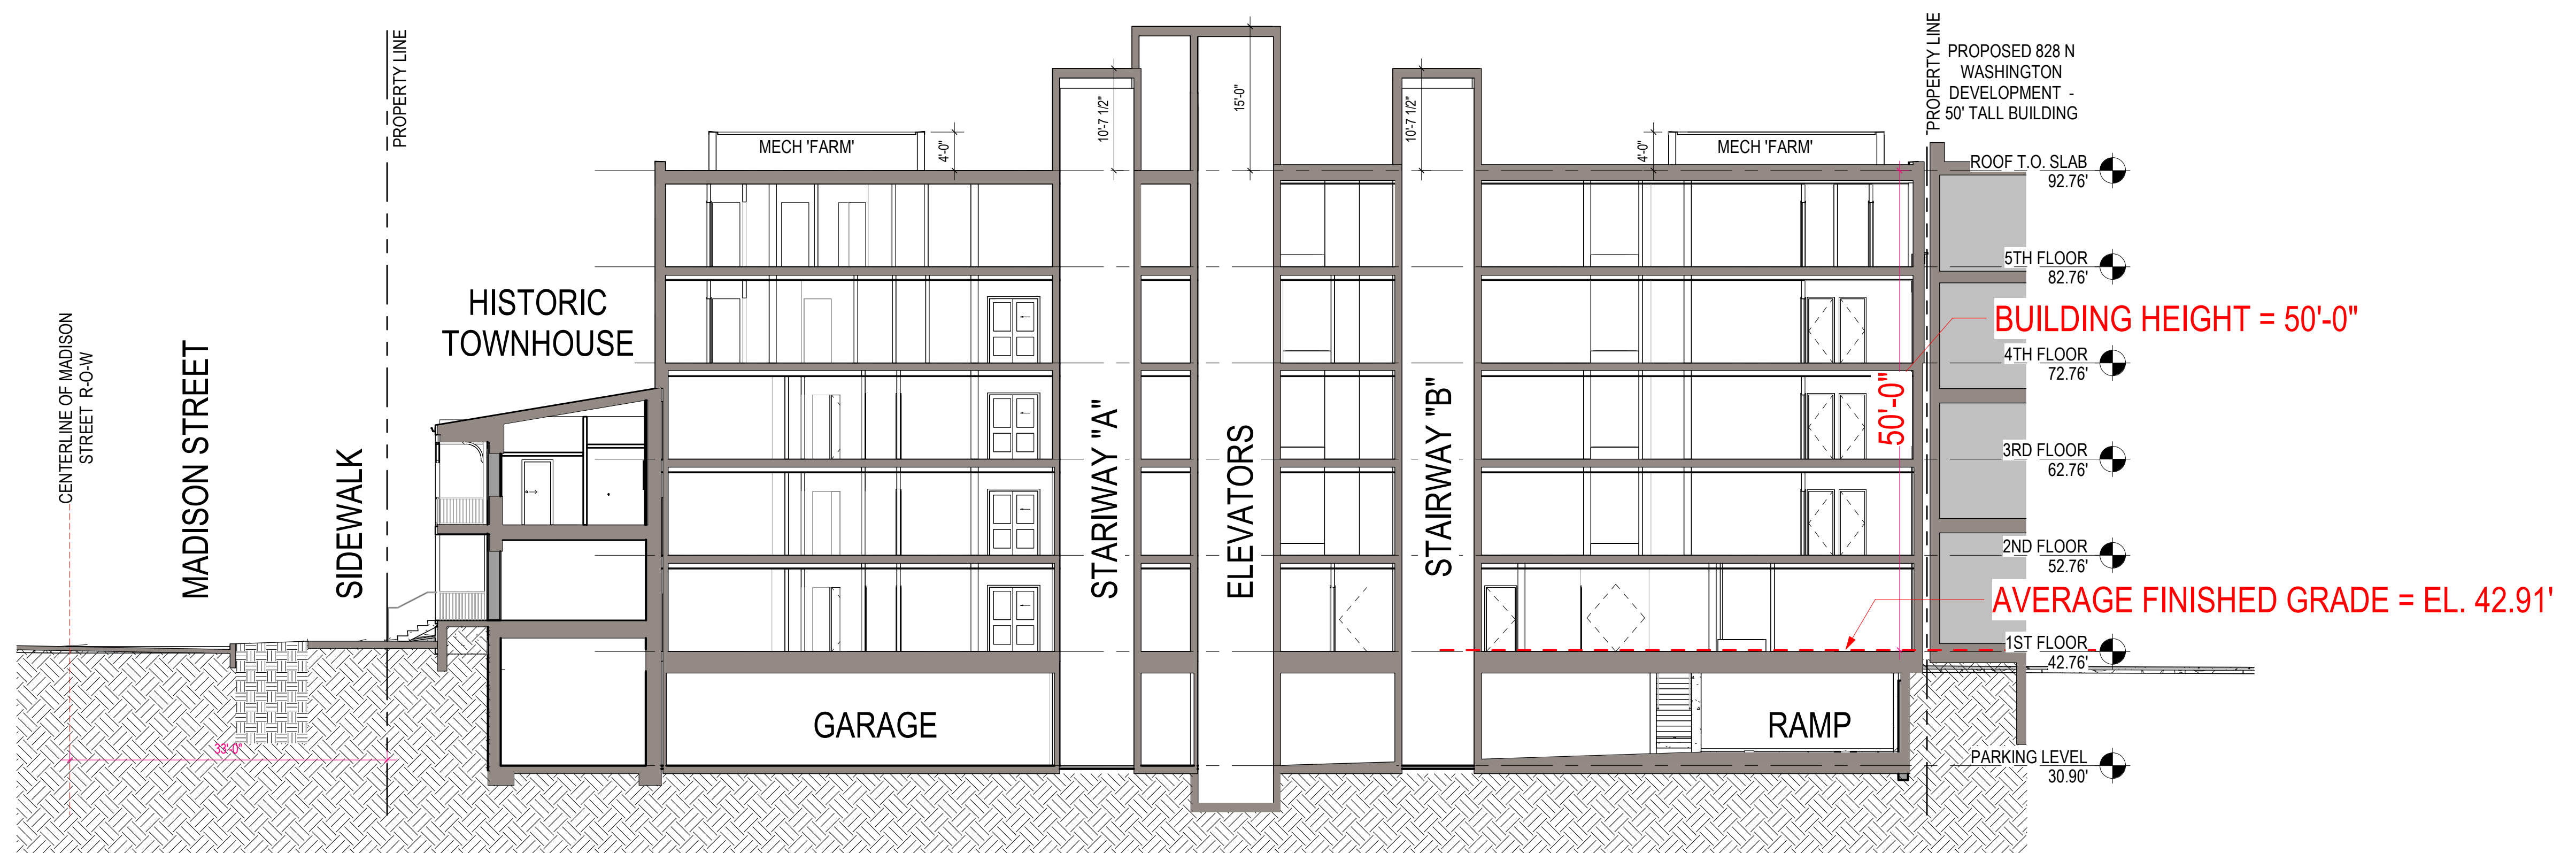 PROPERTY LINE
PROPERTY LINE
PROPOSED 828 N
WASHINGTON
DEVELOPMENT -
50' TALL BUILDING
10'-7 1/2"
15'-0"
10'-7 1/2"
MECH 'FARM'
4'-0"
4'-0"
MECH 'FARM'
ROOF T.O. SLAB
92.76'
5TH FLOOR
82.76'
HISTORIC
TOWNHOUSE
BUILDING HEIGHT = 50'-0"
CENTERLINE OF MADISON
STREET R-O-W
MADISON STREET
SIDEWALK
4TH FLOOR
72.76'
STARIWAY "A"
ELEVATORS
STAIRWAY "B"
50'-0"
3RD FLOOR
62.76'
2ND FLOOR
52.76'
AVERAGE FINISHED GRADE = EL. 42.91'
1ST FLOOR
42.76'
GARAGE
RAMP
33'-0"
PARKING LEVEL
30.90'